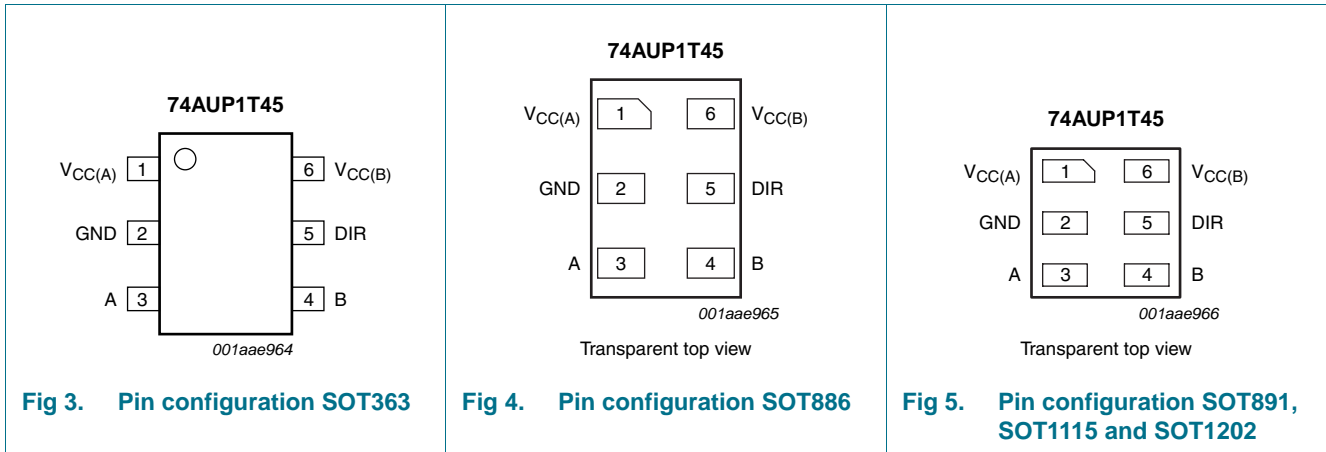 74AUP1T45
VCC(A) 1 6 VCC(B)
GND 2 5 DIR
A 3 4 B
001aae964
Fig 3. Pin configuration SOT363
74AUP1T45
VCC(A) 1 6 VCC(B)
GND 2 5 DIR
A 3 4 B
001aae965
Transparent top view
Fig 4. Pin configuration SOT886
74AUP1T45
VCC(A) 1 6 VCC(B)
GND 2 5 DIR
A 3 4 B
001aae966
Transparent top view
Fig 5. Pin configuration SOT891,
SOT1115 and SOT1202